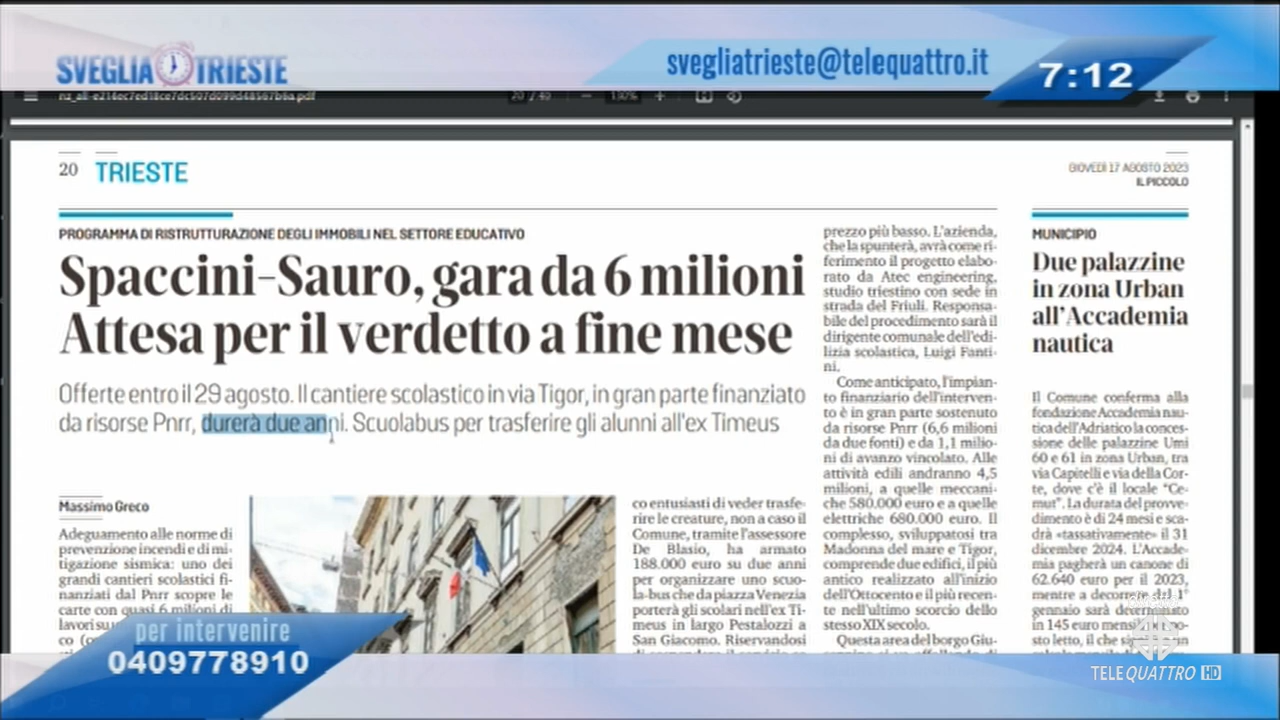 SVEGLIA TRIESTE
svegliatrieste@telequattro.it
7:12
20 / 40
130%
20 TRIESTE
GIOVEDÌ 17 AGOSTO 2023
IL PICCOLO
PROGRAMMA DI RISTRUTTURAZIONE DEGLI IMMOBILI NEL SETTORE EDUCATIVO
Spaccini-Sauro, gara da 6 milioni
Attesa per il verdetto a fine mese
Offerte entro il 29 agosto. Il cantiere scolastico in via Tigor, in gran parte finanziato
da risorse Pnrr, durerà due anni. Scuolabus per trasferire gli alunni all'ex Timeus
Massimo Greco
Adeguamento alle norme di
prevenzione incendi e di mi-
tigazione sismica: uno dei
grandi cantieri scolastici fi-
nanziati dal Pnrr scopre le
carte con quasi 6 milioni di
lavori su
co (
co entusiasti di veder trasfe-
rire le creature, non a caso il
Comune, tramite l'assessore
De Blasio, ha armato
188.000 euro su due anni
per organizzare uno scuo-
la-bus che da piazza Venezia
porterà gli scolari nell'ex Ti-
meus in largo Pestalozzi a
San Giacomo. Riservandosi
prezzo più basso. L'azienda,
che la spunterà, avrà come ri-
ferimento il progetto elabo-
rato da Atec engineering,
studio triestino con sede in
strada del Friuli. Responsa-
bile del procedimento sarà il
dirigente comunale dell'edi-
lizia scolastica, Luigi Fanti-
ni.
Come anticipato, l'impian-
to finanziario dell'interven-
to è in gran parte sostenuto
da risorse Pnrr (6,6 milioni
da due fonti) e da 1,1 milio-
ni di avanzo vincolato. Alle
attività edili andranno 4,5
milioni, a quelle meccani-
che 580.000 euro e a quelle
elettriche 680.000 euro. Il
complesso, sviluppatosi tra
Madonna del mare e Tigor,
comprende due edifici, il più
antico realizzato all'inizio
dell'Ottocento e il più recen-
te nell'ultimo scorcio dello
stesso XIX secolo.
Questa area del borgo Giu-
MUNICIPIO
Due palazzine
in zona Urban
all'Accademia
nautica
Il Comune conferma alla
fondazione Accademia nau-
tica dell'Adriatico la conces-
sione delle palazzine Umi
60 e 61 in zona Urban, tra
via Capitelli e via della Cor-
te, dove c'è il locale "Ce-
mut". La durata del provve-
dimento è di 24 mesi e sca-
drà «tassativamente» il 31
dicembre 2024. L'Accade-
mia pagherà un canone di
62.640 euro per il 2023,
mentre a decorrere dal 1°
gennaio sarà determinato
in 145 euro mensili
sto letto, il che
per intervenire
0409778910
TELEQUATTRO HD